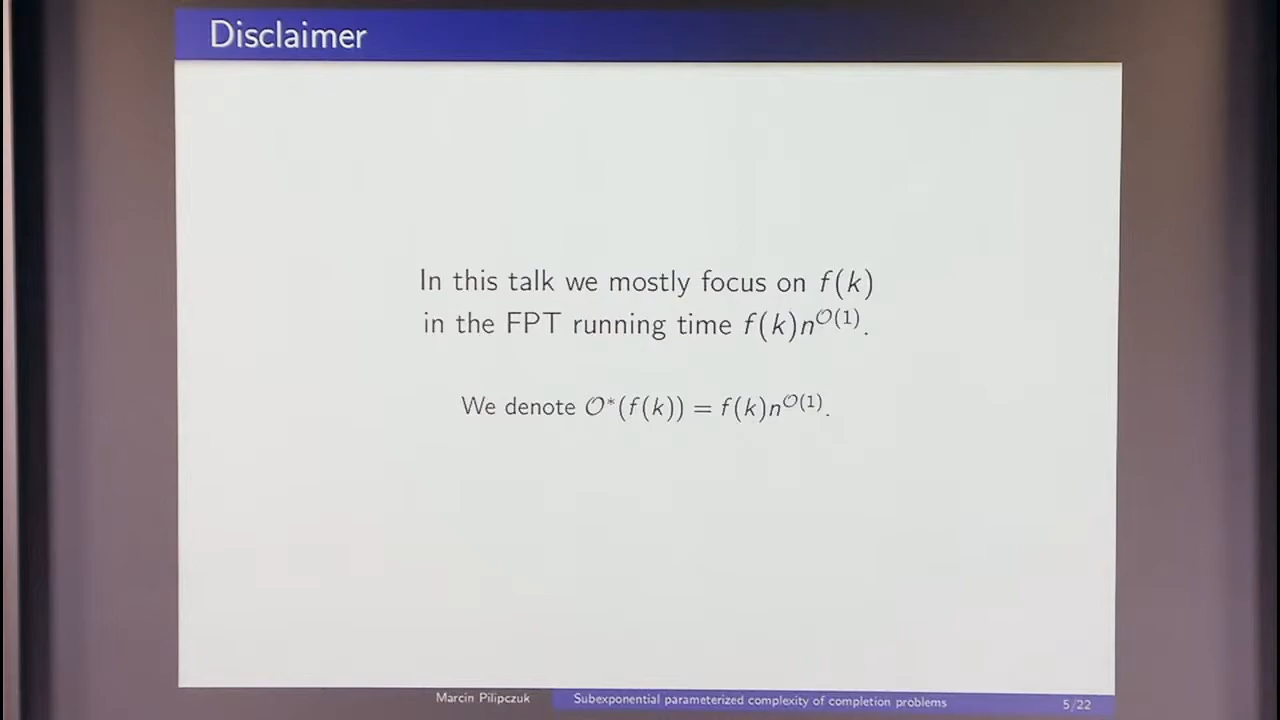 Disclaimer
In this talk we mostly focus on f(k)
in the FPT running time f(k)n^{O(1)}.
We denote O*(f(k)) = f(k)n^{O(1)}.
Marcin Pilipczuk Subexponential parameterized complexity of completion problems 5/22